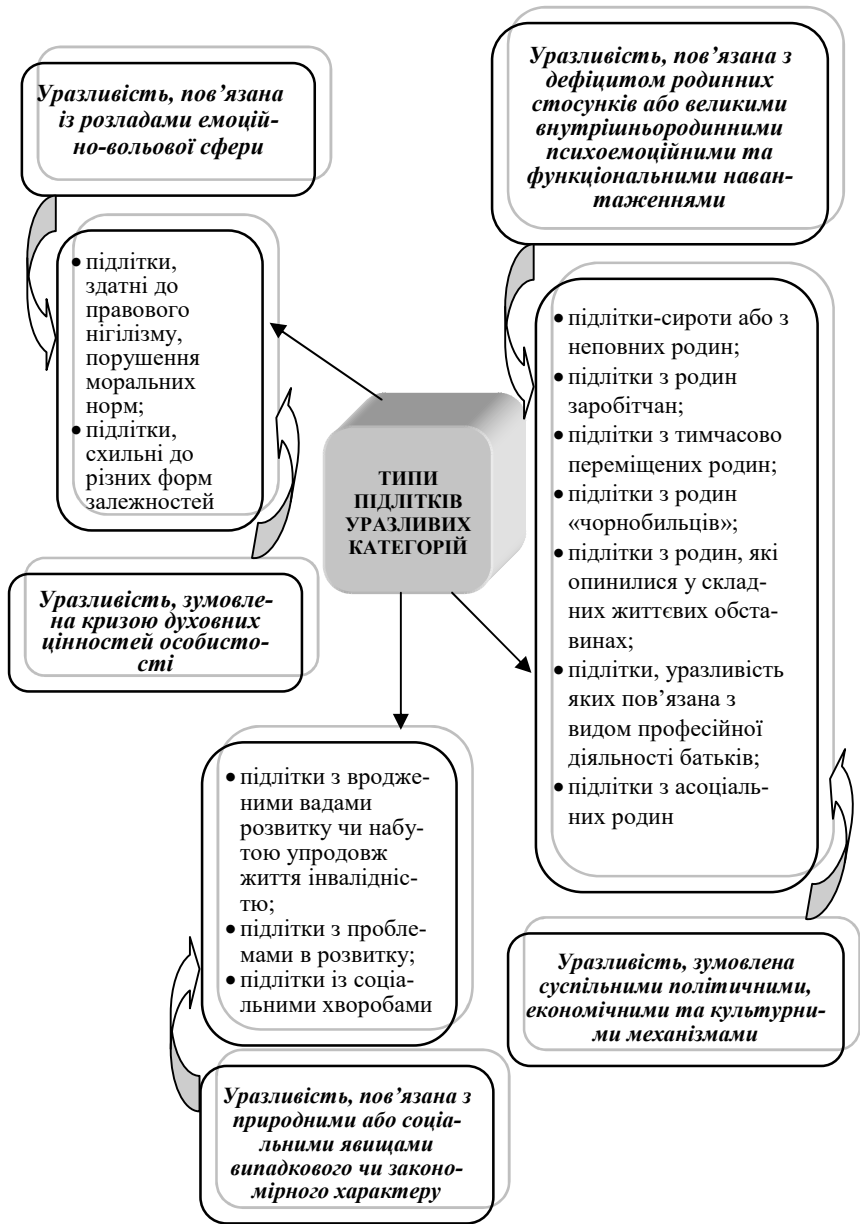 Уразливість, пов’язана
із розладами емоцій-
но-вольової сфери
Уразливість, пов’язана з
дефіцитом родинних
стосунків або великими
внутрішньородинними
психоемоційними та
функціональними наван-
таженнями
• підлітки,
здатні до
правового
нігілізму,
порушення
моральних
норм;
• підлітки,
схильні до
різних форм
залежностей
• підлітки-сироти або з
неповних родин;
• підлітки з родин
заробітчан;
• підлітки з тимчасово
переміщених родин;
• підлітки з родин
«чорнобильців»;
• підлітки з родин, які
опинилися у склад-
них життєвих обста-
винах;
• підлітки, уразливість
яких пов’язана з
видом професійної
діяльності батьків;
• підлітки з асоціаль-
них родин
ТИПИ
ПІДЛІТКІВ
УРАЗЛИВИХ
КАТЕГОРІЙ
Уразливість, зумовле-
на кризою духовних
цінностей особисто-
сті
• підлітки з вродже-
ними вадами
розвитку чи набу-
тою упродовж
життя інвалідніс-
тю;
• підлітки з пробле-
мами в розвитку;
• підлітки із соціа-
льними хворобами
Уразливість, зумовлена
суспільними політичними,
економічними та культурни-
ми механізмами
Уразливість, пов’язана з
природними або соціа-
льними явищами
випадкового чи законо-
мірного характеру